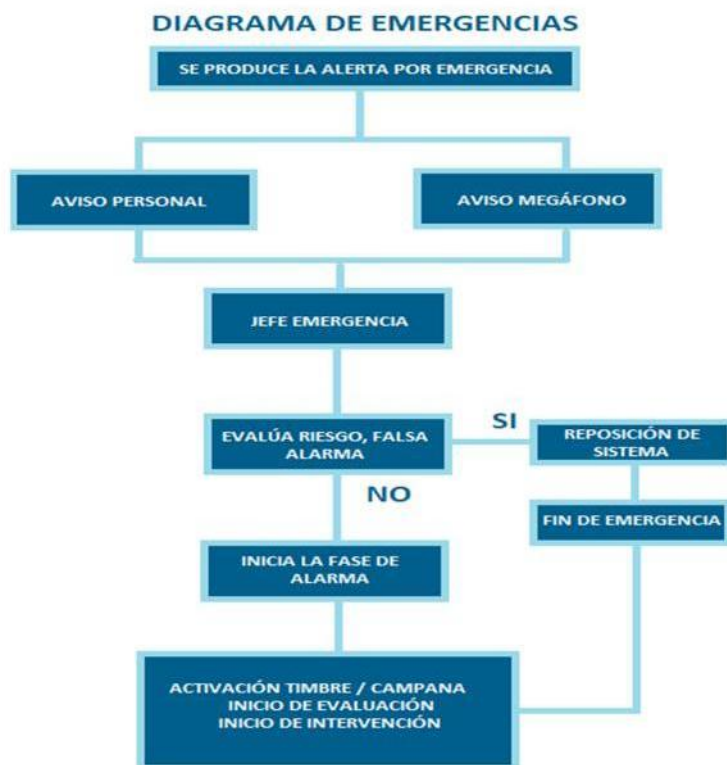 DIAGRAMA DE EMERGENCIAS
SE PRODUCE LA ALERTA POR EMERGENCIA
AVISO PERSONAL
AVISO MEGÁFONO
JEFE EMERGENCIA
EVALÚA RIESGO, FALSA
ALARMA
SI
REPOSICIÓN DE
SISTEMA
NO
FIN DE EMERGENCIA
INICIA LA FASE DE
ALARMA
ACTIVACIÓN TIMBRE / CAMPANA
INICIO DE EVALUACIÓN
INICIO DE INTERVENCIÓN